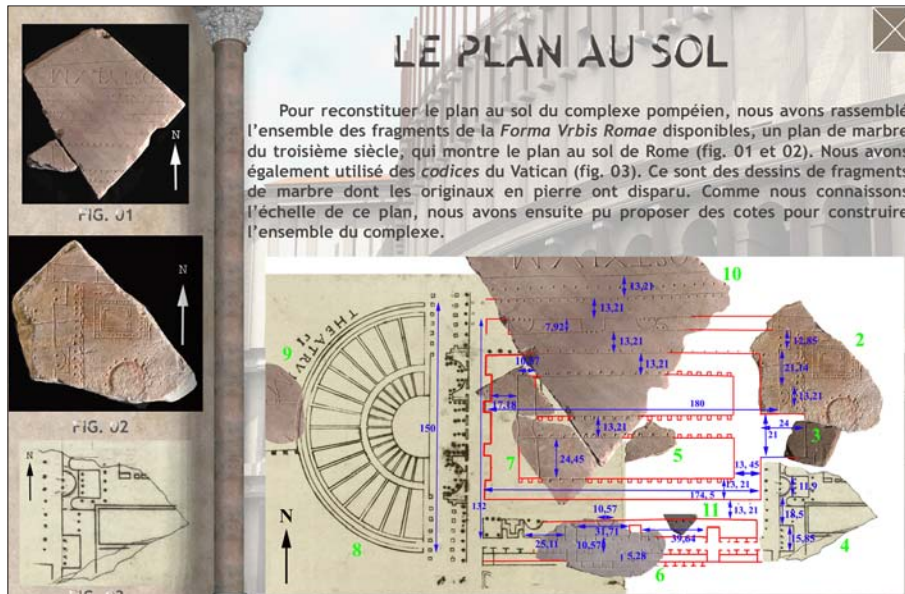 LE PLAN AU SOL
Pour reconstituer le plan au sol du complexe pompéien, nous avons rassemblé
l'ensemble des fragments de la Forma Vrbis Romae disponibles, un plan de marbre
du troisième siècle, qui montre le plan au sol de Rome (fig. 01 et 02). Nous avons
également utilisé des codices du Vatican (fig. 03). Ce sont des dessins de fragments
de marbre dont les originaux en pierre ont disparu. Comme nous connaissons
l'échelle de ce plan, nous avons ensuite pu proposer des cotes pour construire
l'ensemble du complexe.
N
FIG. 01
N
FIG. 02
N
10
13,21
13,21
7,92
13,21
13,21
12,85
2
21,14
13,21
9
THEATRV
17,18
180
24
3
21
150
13,21
24,45
7
5
13, 45
13, 21
174, 5
11,9
132
11
13, 21
18,5
10,57
N
8
31,71
25,11
39,64
15,85
4
10,57
6